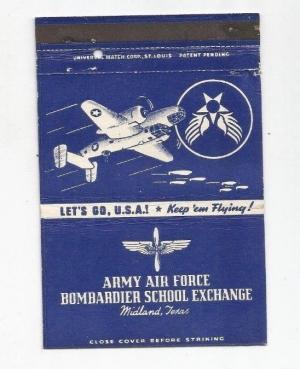 UNIVERSAL MATCH CORP., ST. LOUIS PATENT PENDING
LET'S GO, U.S.A.! ★ Keep 'em Flying!
ARMY AIR FORCE
BOMBARDIER SCHOOL EXCHANGE
Midland, Texas
CLOSE COVER BEFORE STRIKING